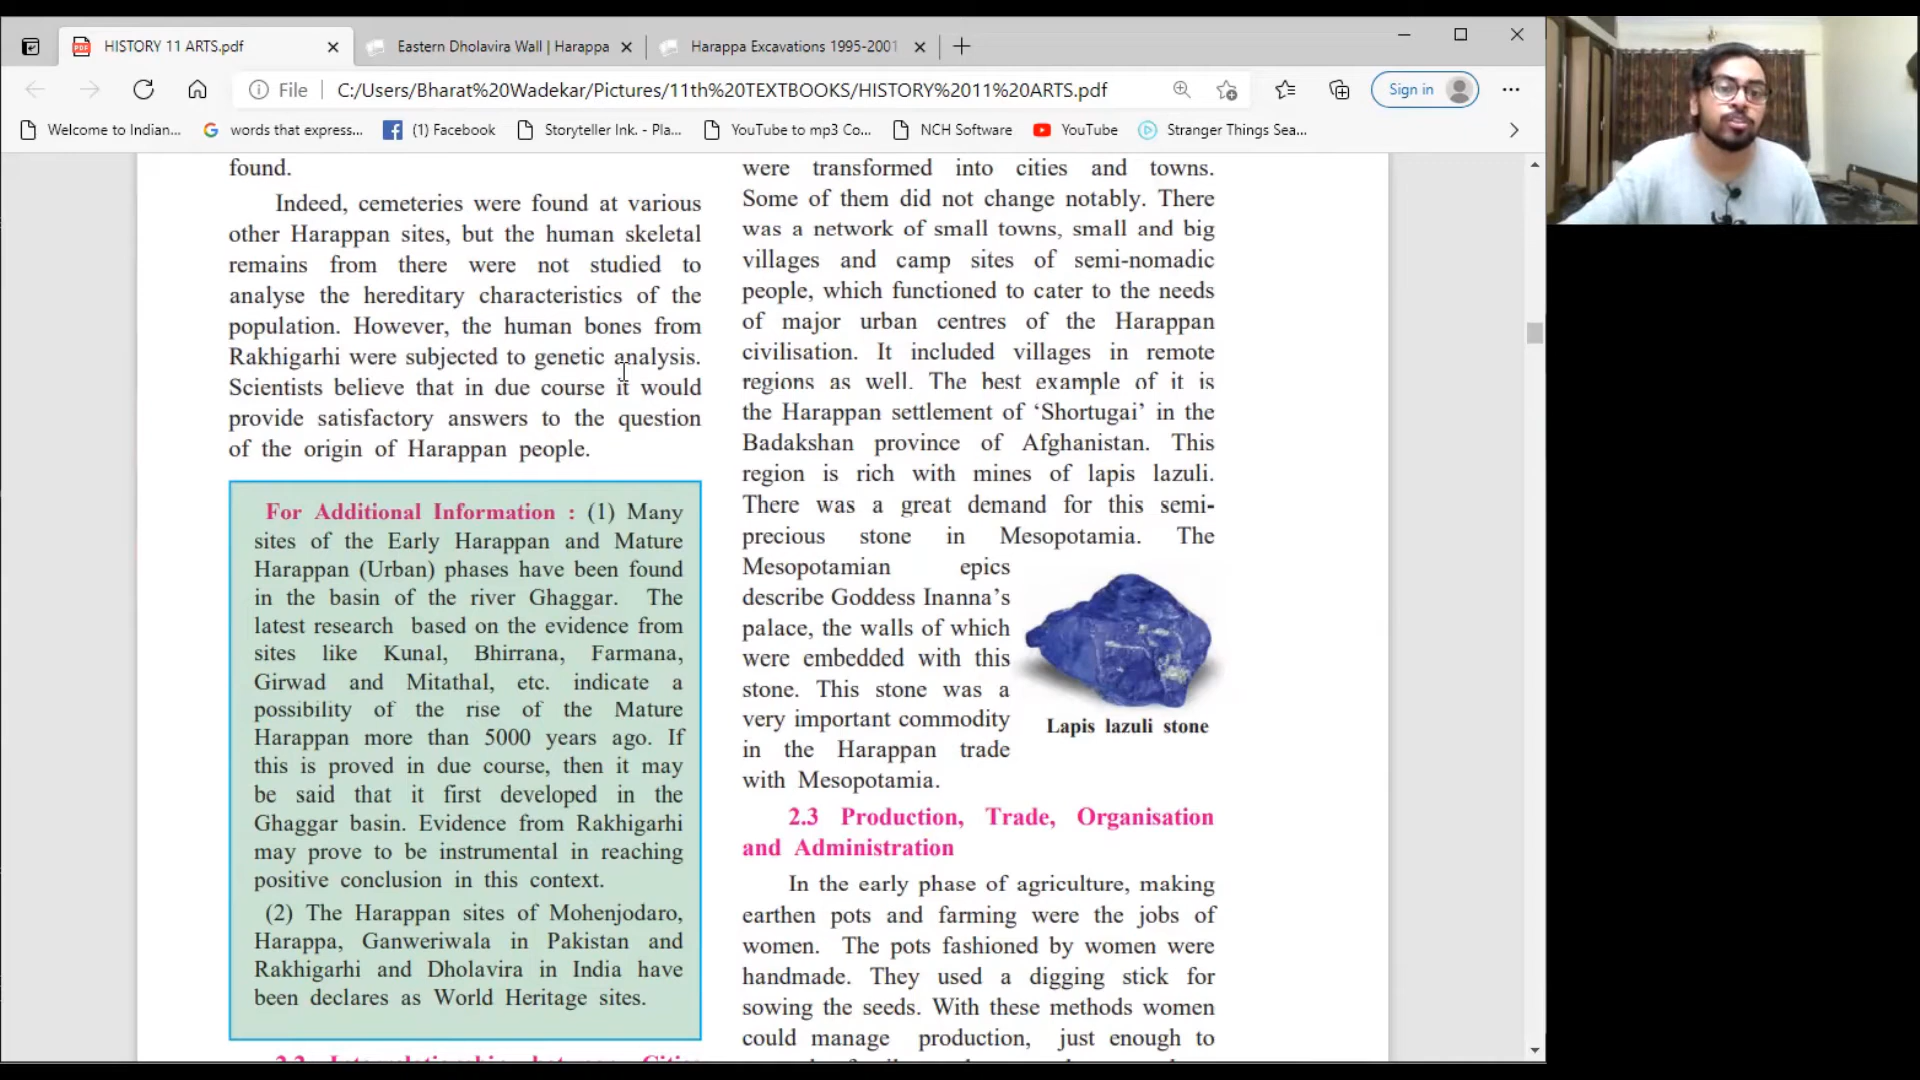 HISTORY 11 ARTS.pdf
Eastern Dholavira Wall | Harappa
Harappa Excavations 1995-2001
File
C:/Users/Bharat%20Wadekar/Pictures/11th%20TEXTBOOKS/HISTORY%2011%20ARTS.pdf
Sign in
Welcome to Indian...
words that express...
(1) Facebook
Storyteller Ink. - Pla...
YouTube to mp3 Co...
NCH Software
YouTube
Stranger Things Sea...
found.
Indeed, cemeteries were found at various
other Harappan sites, but the human skeletal
remains from there were not studied to
analyse the hereditary characteristics of the
population. However, the human bones from
Rakhigarhi were subjected to genetic analysis.
Scientists believe that in due course it would
provide satisfactory answers to the question
of the origin of Harappan people.
For Additional Information : (1) Many
sites of the Early Harappan and Mature
Harappan (Urban) phases have been found
in the basin of the river Ghaggar. The
latest research based on the evidence from
sites like Kunal, Bhirrana, Farmana,
Girwad and Mitathal, etc. indicate a
possibility of the rise of the Mature
Harappan more than 5000 years ago. If
this is proved in due course, then it may
be said that it first developed in the
Ghaggar basin. Evidence from Rakhigarhi
may prove to be instrumental in reaching
positive conclusion in this context.
(2) The Harappan sites of Mohenjodaro,
Harappa, Ganweriwala in Pakistan and
Rakhigarhi and Dholavira in India have
been declares as World Heritage sites.
were transformed into cities and towns.
Some of them did not change notably. There
was a network of small towns, small and big
villages and camp sites of semi-nomadic
people, which functioned to cater to the needs
of major urban centres of the Harappan
civilisation. It included villages in remote
regions as well. The best example of it is
the Harappan settlement of ‘Shortugai’ in the
Badakshan province of Afghanistan. This
region is rich with mines of lapis lazuli.
There was a great demand for this semi-
precious stone in Mesopotamia. The
Mesopotamian epics
describe Goddess Inanna’s
palace, the walls of which
were embedded with this
stone. This stone was a
very important commodity
in the Harappan trade
with Mesopotamia.
Lapis lazuli stone
2.3 Production, Trade, Organisation
and Administration
In the early phase of agriculture, making
earthen pots and farming were the jobs of
women. The pots fashioned by women were
handmade. They used a digging stick for
sowing the seeds. With these methods women
could manage production, just enough to